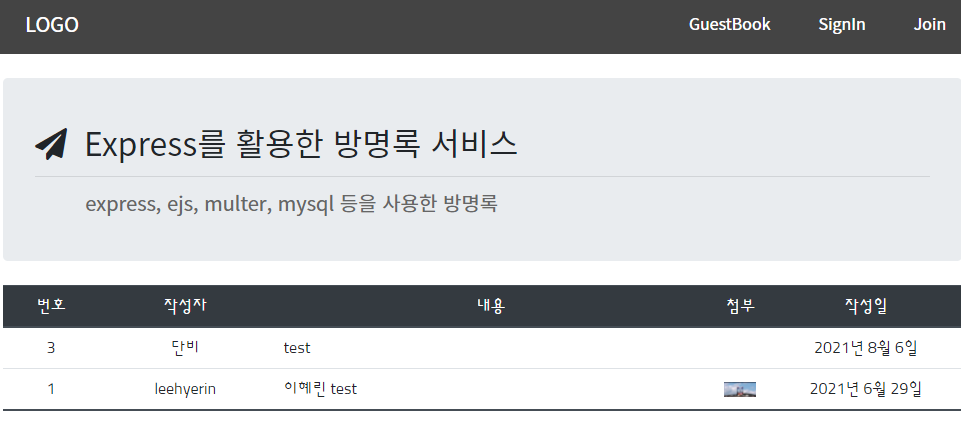 LOGO GuestBook SignIn Join
Express를 활용한 방명록 서비스
express, ejs, multer, mysql 등을 사용한 방명록
번호 작성자 내용 첨부 작성일
3 단비 test 2021년 8월 6일
1 leehyerin 이혜린 test 2021년 6월 29일